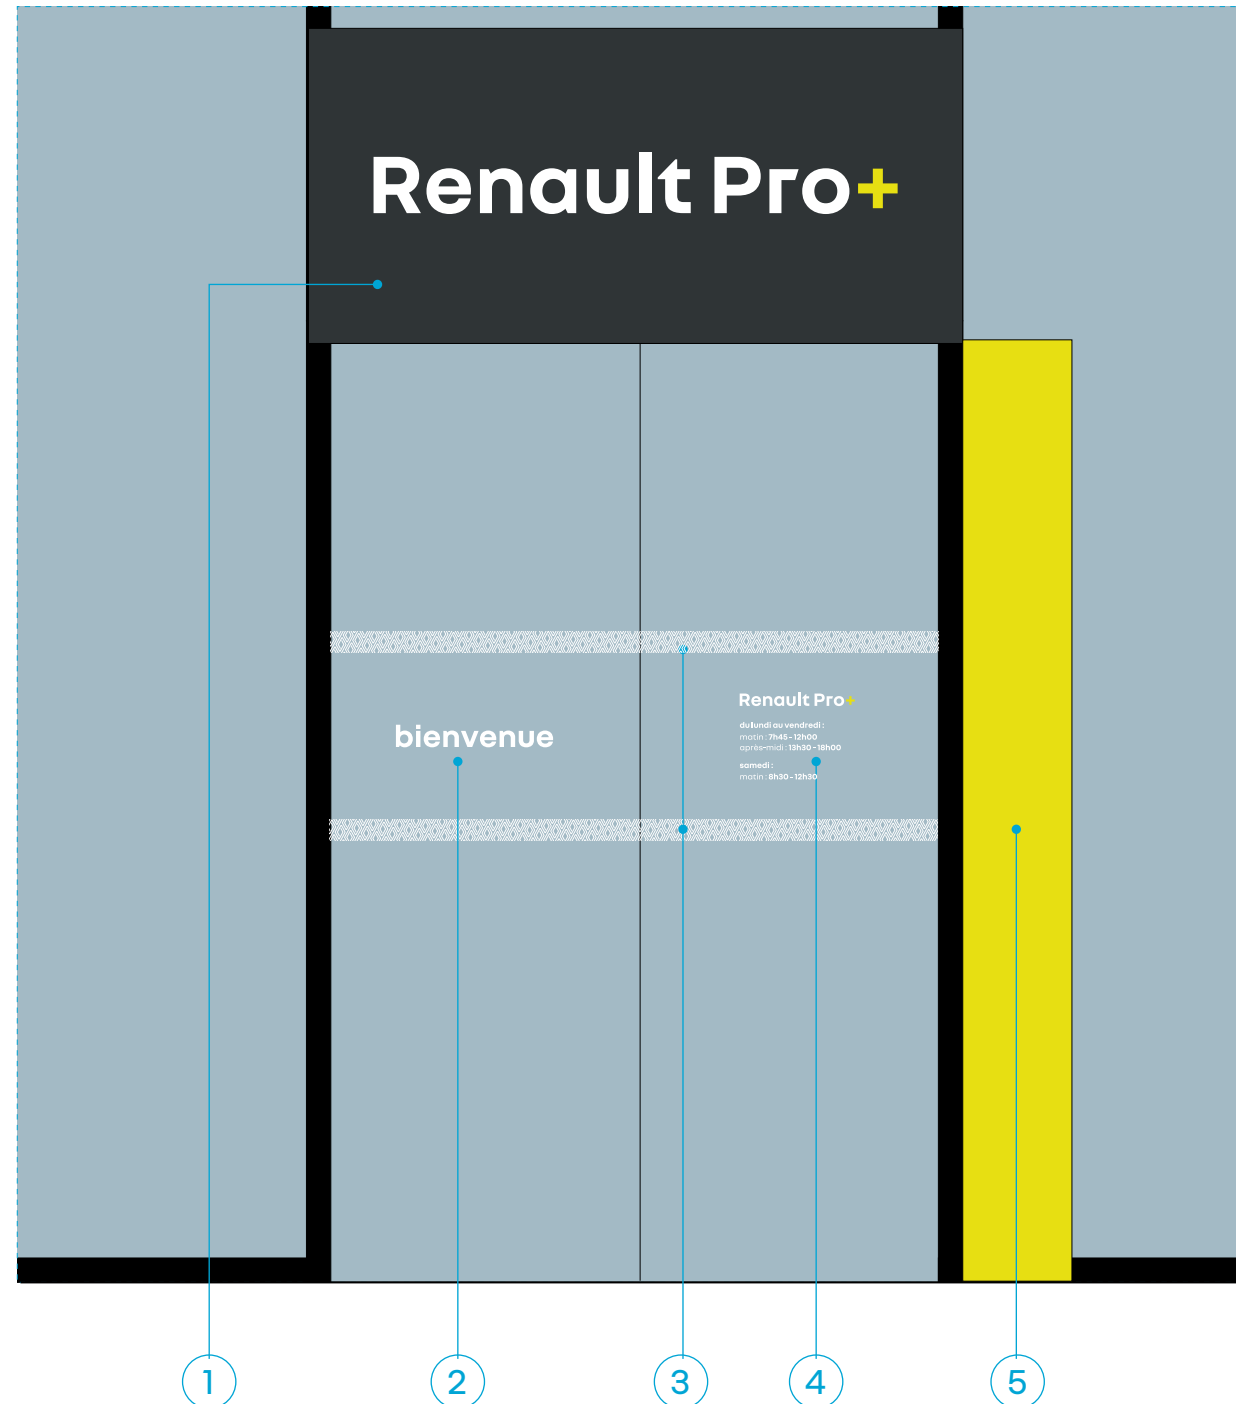 Renault Pro+
bienvenue
Renault Pro+
du lundi au vendredi :
matin : 7h45 - 12h00
après-midi : 13h30 - 18h00
samedi :
matin : 8h30 - 12h30
1
2
3
4
5